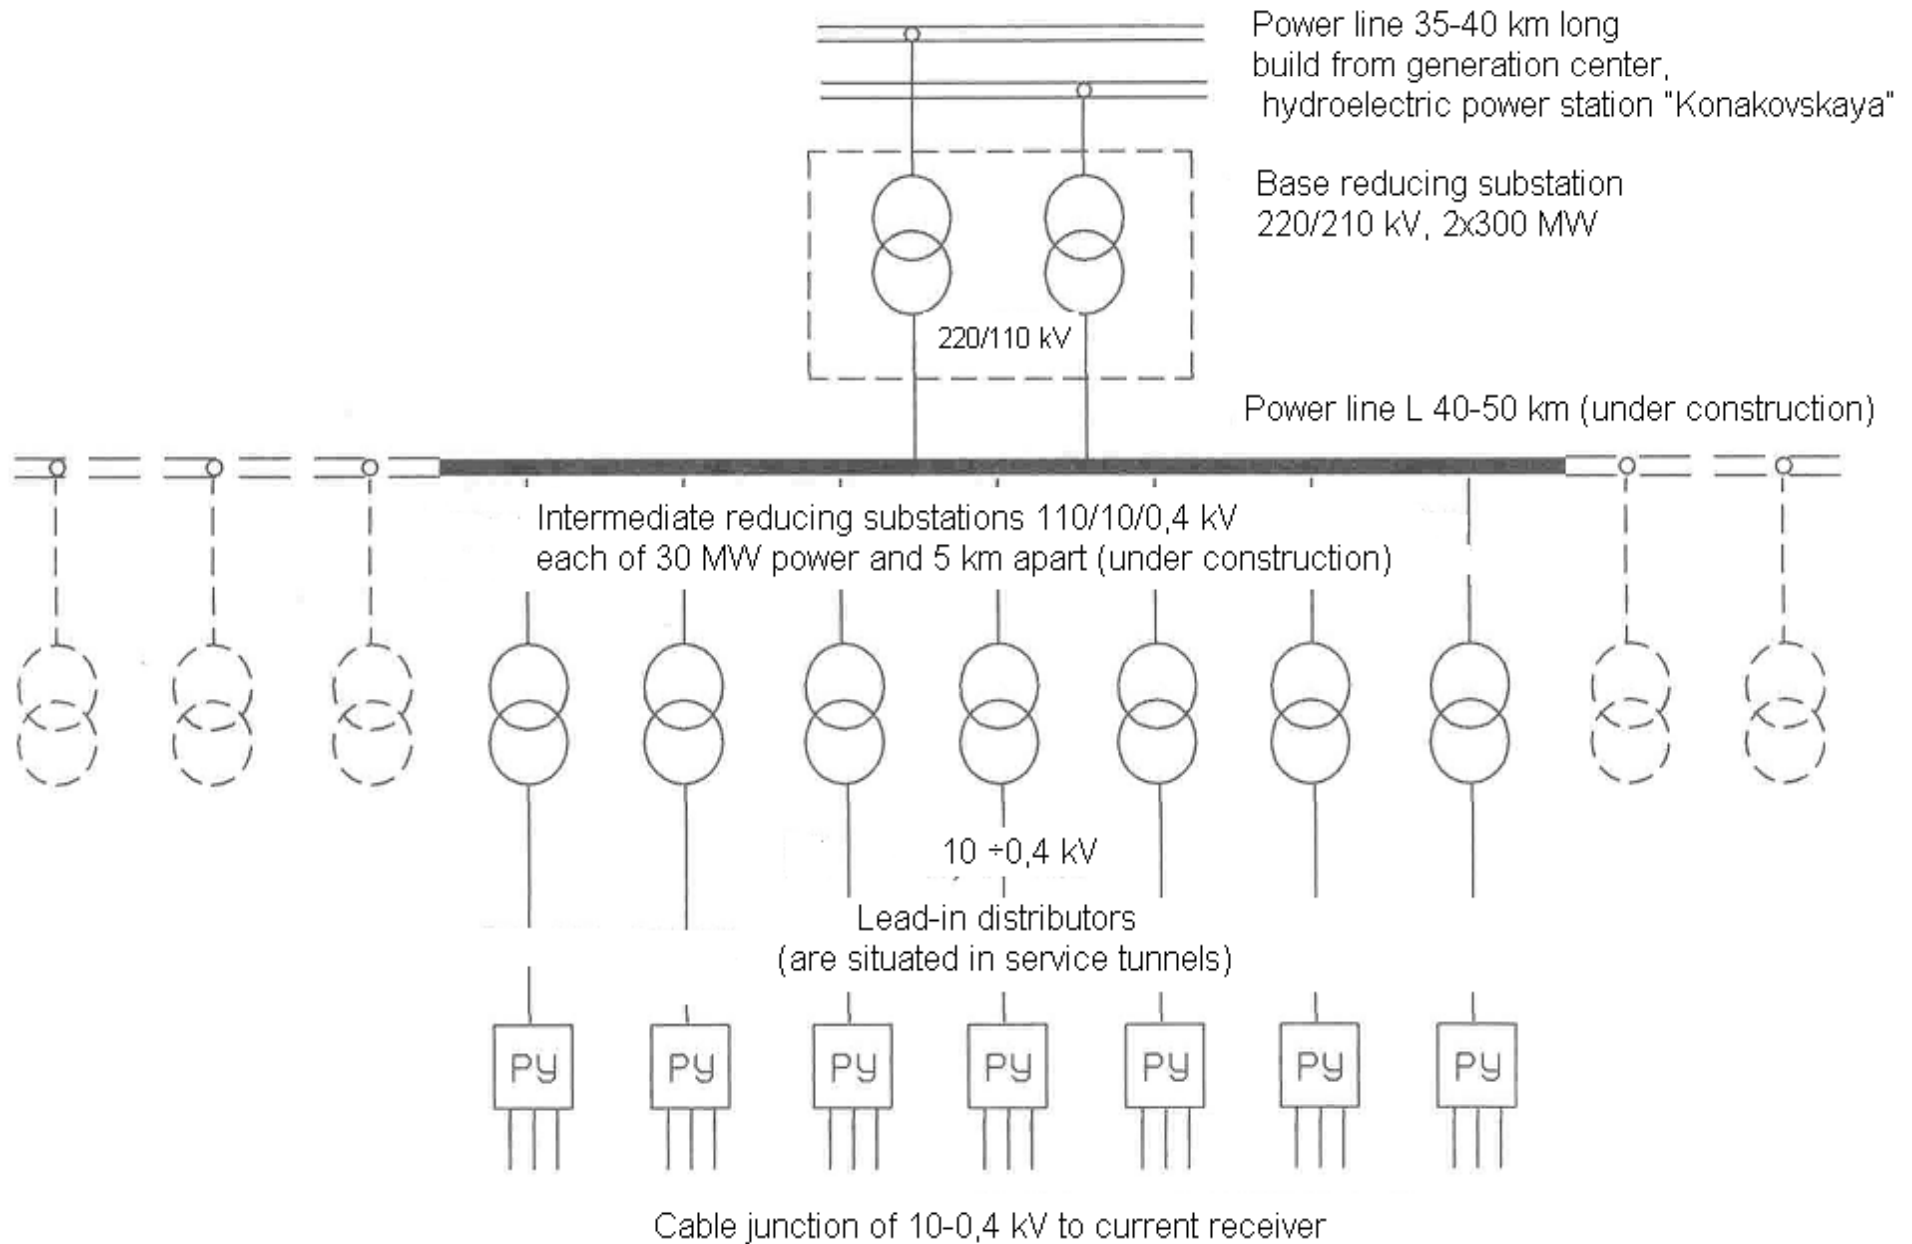 Power line 35-40 km long
build from generation center,
hydroelectric power station "Konakovskaya"
Base reducing substation
220/210 kV, 2x300 MW
220/110 kV
Power line L 40-50 km (under construction)
Intermediate reducing substations 110/10/0,4 kV
each of 30 MW power and 5 km apart (under construction)
10 ÷0,4 kV
Lead-in distributors
(are situated in service tunnels)
РУ РУ РУ РУ РУ РУ РУ
Cable junction of 10-0,4 kV to current receiver